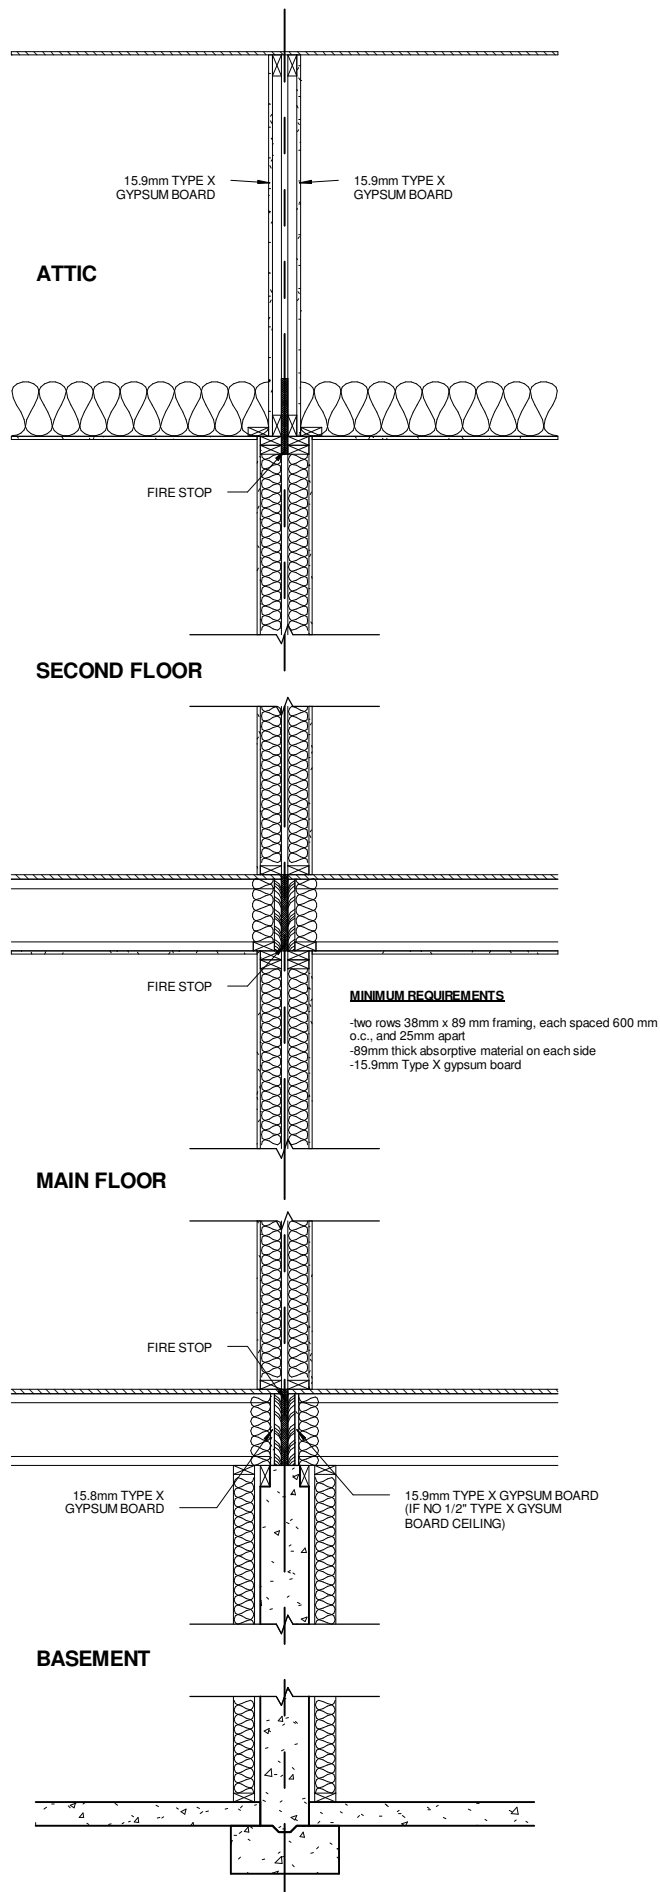 15.9mm TYPE X
GYPSUM BOARD
15.9mm TYPE X
GYPSUM BOARD
ATTIC
FIRE STOP
SECOND FLOOR
FIRE STOP
MINIMUM REQUIREMENTS
-two rows 38mm x 89 mm framing, each spaced 600 mm
o.c., and 25mm apart
-89mm thick absorptive material on each side
-15.9mm Type X gypsum board
MAIN FLOOR
FIRE STOP
15.8mm TYPE X
GYPSUM BOARD
15.9mm TYPE X GYPSUM BOARD
(IF NO 1/2" TYPE X GYSUM
BOARD CEILING)
BASEMENT